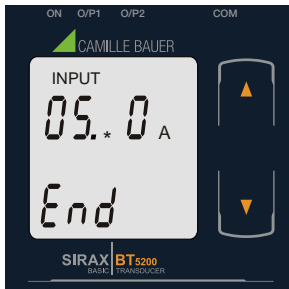 ON O/P1 O/P2 COM
CAMILLE BAUER
INPUT
05.* 0 A
End
SIRAX BT5200
BASIC TRANSDUCER